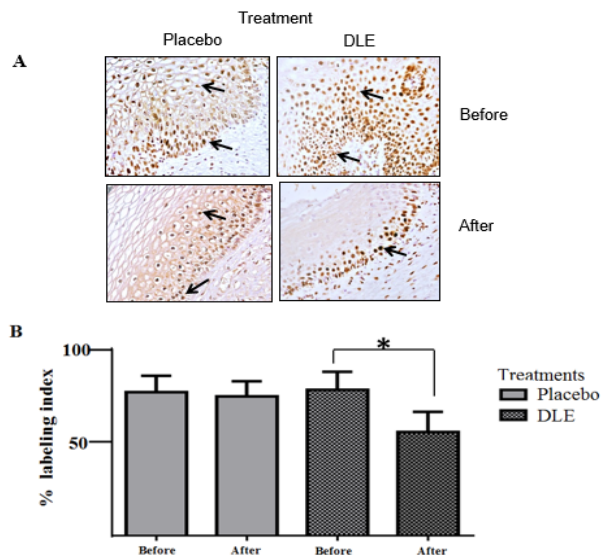 Treatment
Placebo DLE
A
Before
After
B
100
50
% labeling index
*
Treatments
Placebo
DLE
Before After Before After